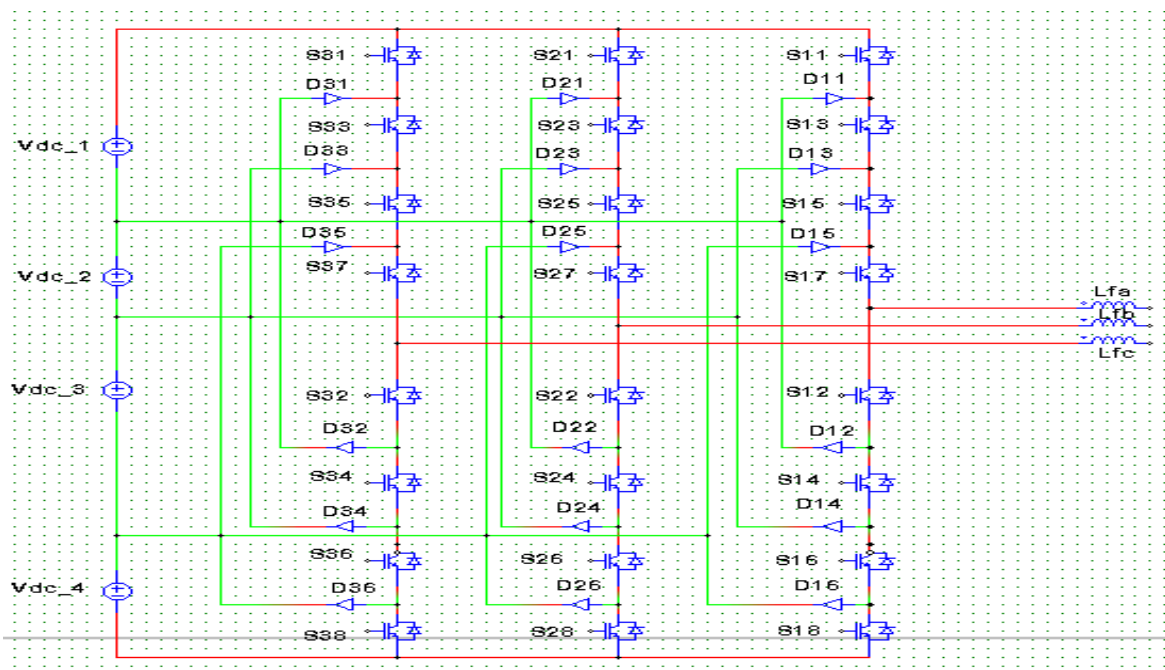 S31 S21 S11
D31 D21 D11
S33 S23 S13
Vdc_1 D33 D23 D13
S35 S25 S15
D35 D25 D15
Vdc_2 S37 S27 S17
Lfa
Lfb
Lfc
Vdc_3 S32 S22 S12
D32 D22 D12
S34 S24 S14
D34 D24 D14
S36 S26 S16
Vdc_4 D36 D26 D16
S38 S28 S18